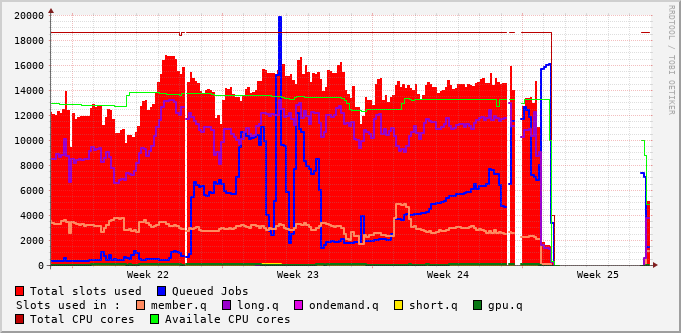 RRDTOOL / TOBI OETIKER
20000
18000
16000
14000
12000
10000
8000
6000
4000
2000
0
Week 22 Week 23 Week 24 Week 25
Total slots used Queued Jobs
Slots used in : member.q long.q ondemand.q short.q gpu.q
Total CPU cores Availale CPU cores